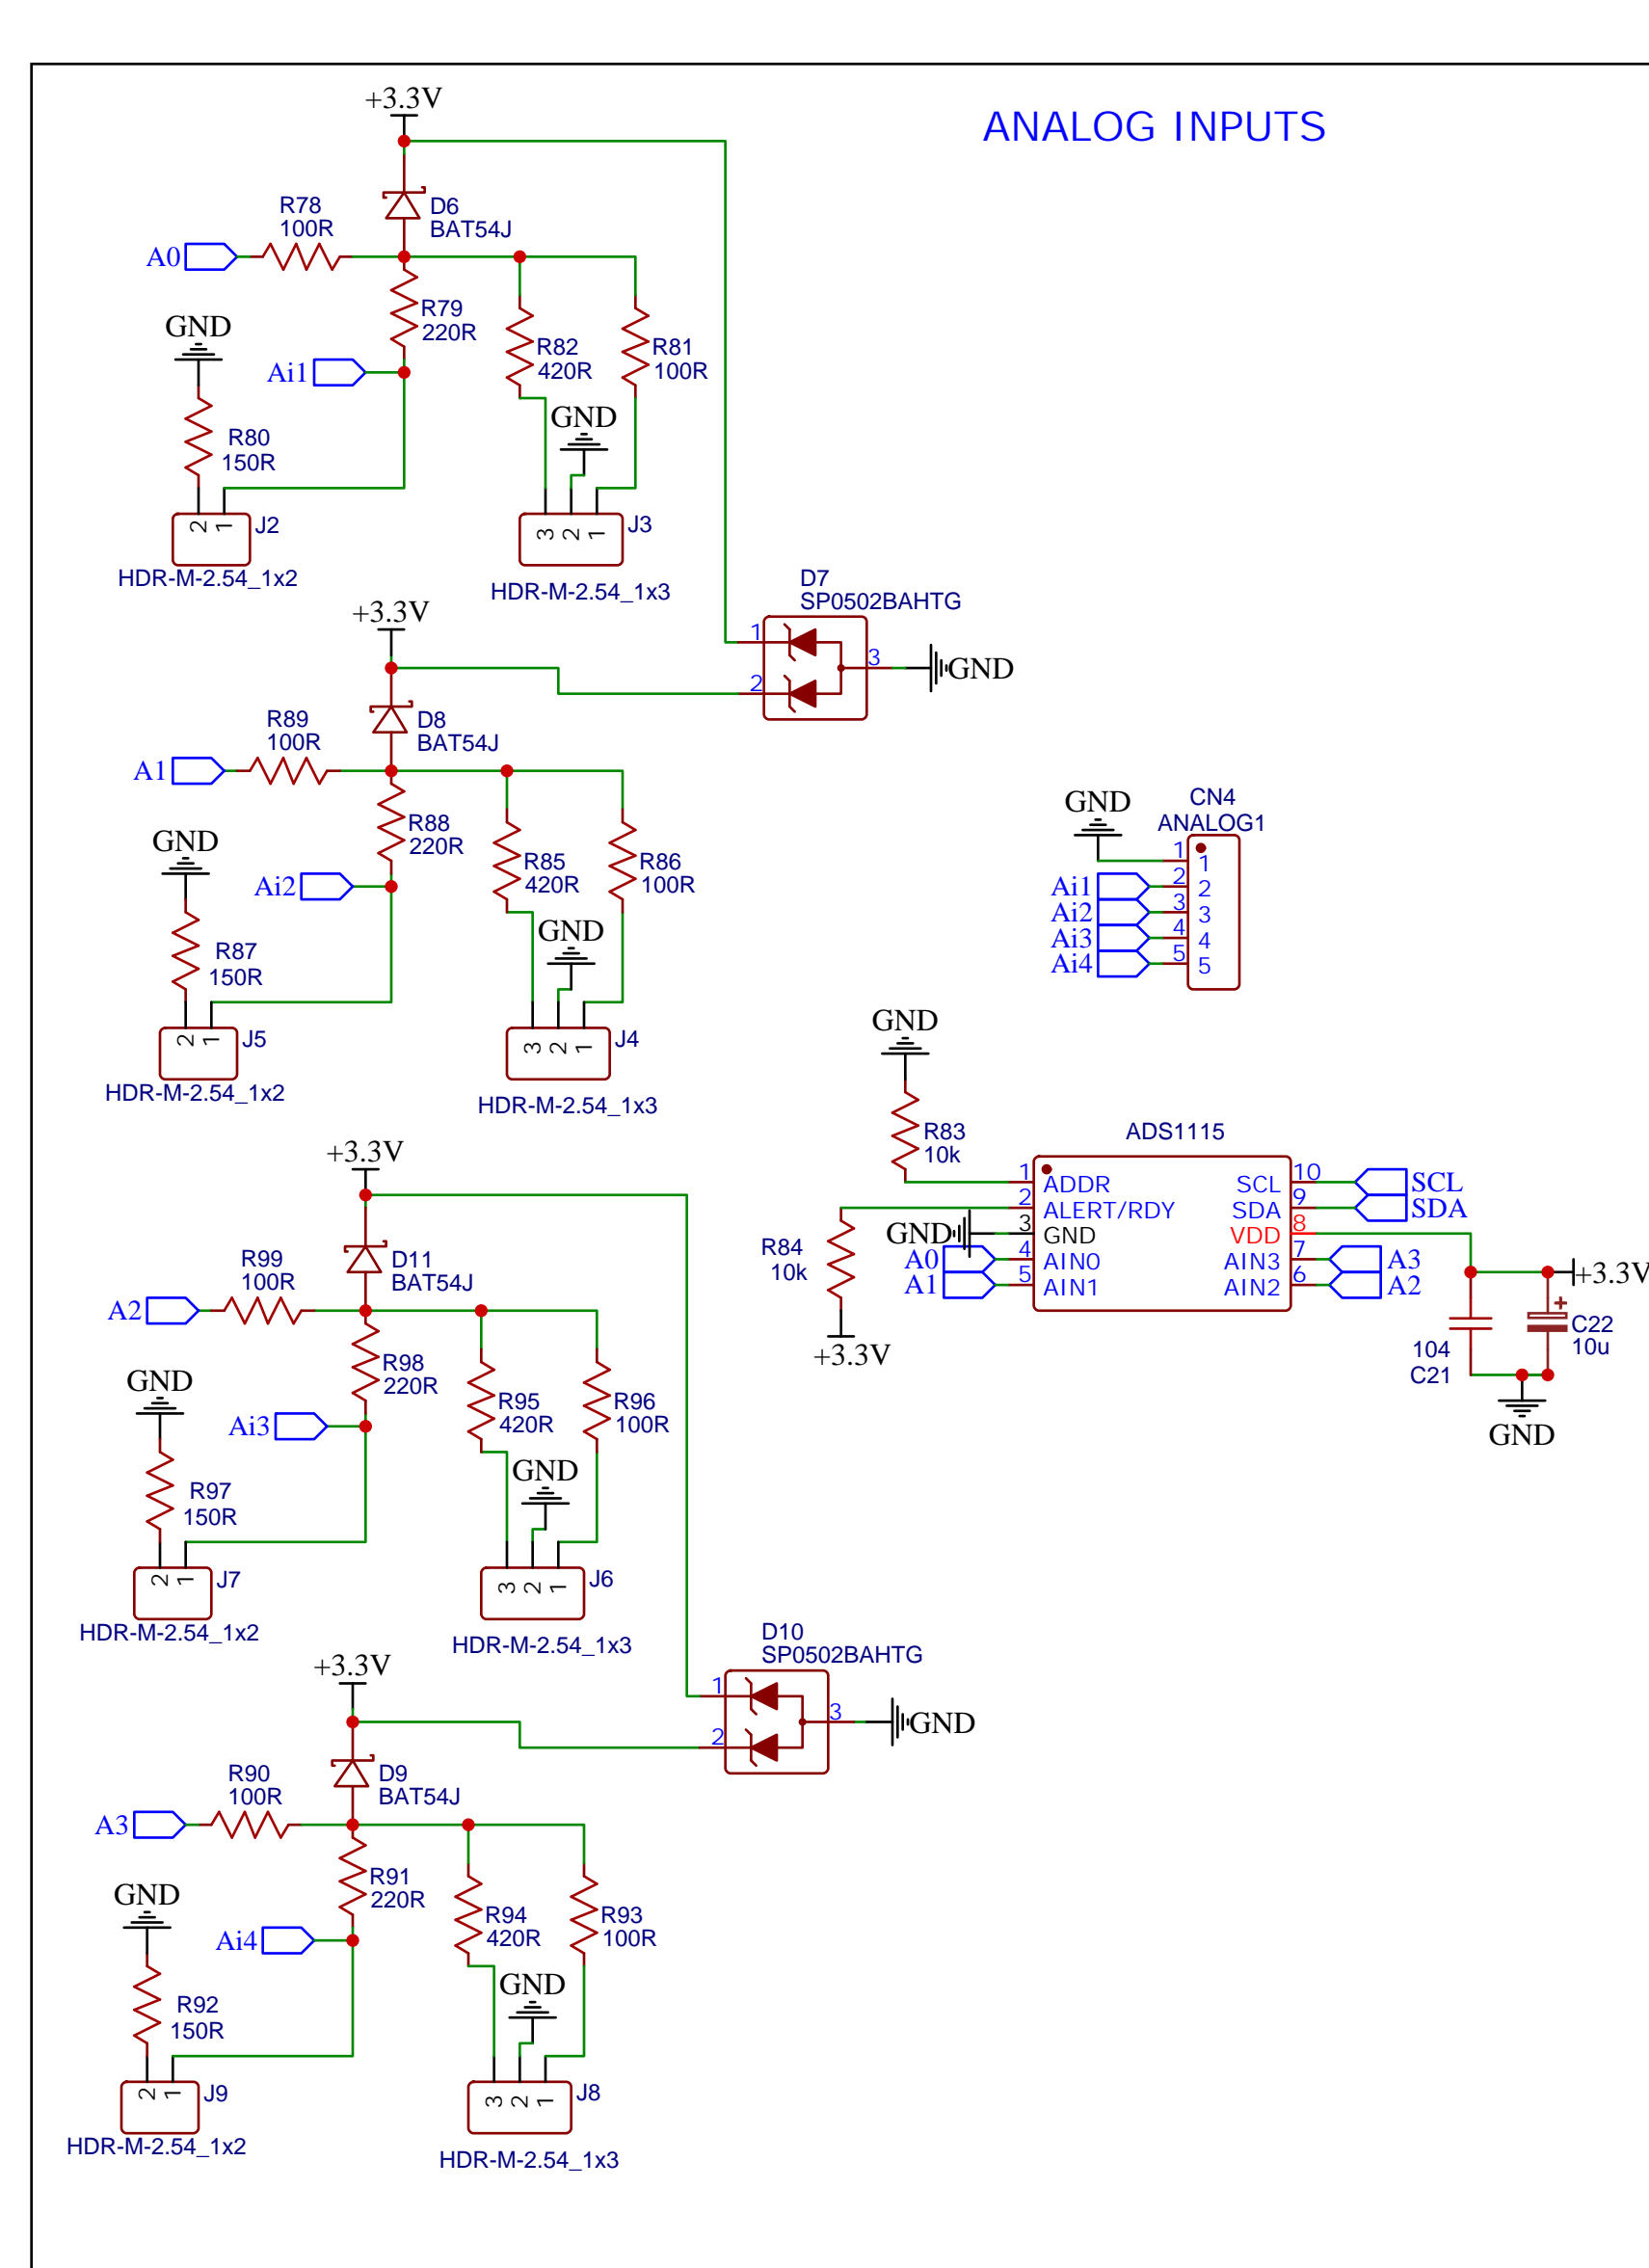 ANALOG INPUTS
+3.3V
D6
BAT54J
R78
100R
A0
R79
220R
GND
Ai1
R82
420R
R81
100R
GND
R80
150R
2 1
J2
HDR-M-2.54_1x2
3 2 1
J3
HDR-M-2.54_1x3
D7
SP0502BAHTG
1
2
3
GND
+3.3V
D8
BAT54J
R89
100R
A1
R88
220R
GND
Ai2
R85
420R
R86
100R
GND
R87
150R
2 1
J5
HDR-M-2.54_1x2
3 2 1
J4
HDR-M-2.54_1x3
GND
CN4
ANALOG1
1 1
Ai1 2 2
Ai2 3 3
Ai3 4 4
Ai4 5 5
GND
R83
10k
ADS1115
1 ADDR SCL 10 SCL
2 ALERT/RDY SDA 9 SDA
GND 3 GND VDD 8
A0 4 AIN0 AIN3 7 A3
A1 5 AIN1 AIN2 6 A2
R84
10k
+3.3V
+3.3V
+
C22
10u
104
C21
GND
+3.3V
D11
BAT54J
R99
100R
A2
R98
220R
GND
Ai3
R95
420R
R96
100R
GND
R97
150R
2 1
J7
HDR-M-2.54_1x2
3 2 1
J6
HDR-M-2.54_1x3
D10
SP0502BAHTG
1
2
3
GND
+3.3V
D9
BAT54J
R90
100R
A3
R91
220R
GND
Ai4
R94
420R
R93
100R
GND
R92
150R
2 1
J9
HDR-M-2.54_1x2
3 2 1
J8
HDR-M-2.54_1x3